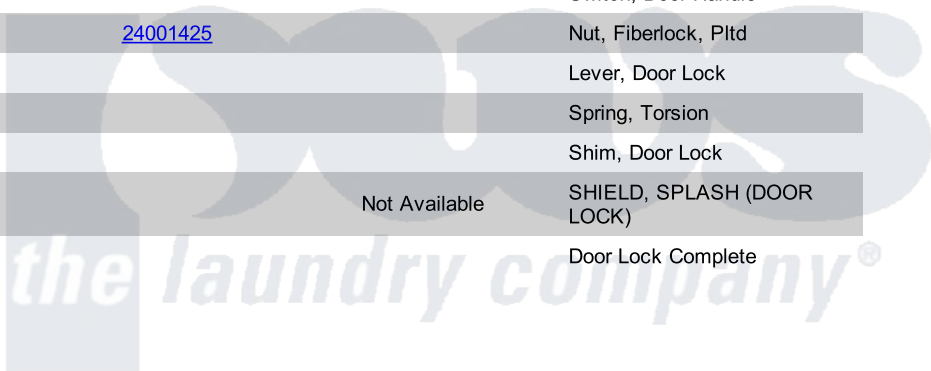 24001425 Nut, Fiberlock, Pltd
Lever, Door Lock
Spring, Torsion
Shim, Door Lock
Not Available SHIELD, SPLASH (DOOR
LOCK)
Door Lock Complete
the laundry company®